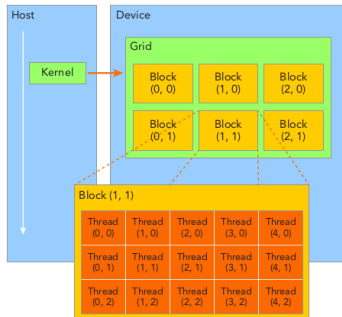 Host
Device
Grid
Kernel
Block
(0, 0)
Block
(1, 0)
Block
(2, 0)
Block
(0, 1)
Block
(1, 1)
Block
(2, 1)
Block (1, 1)
Thread
(0, 0)
Thread
(1, 0)
Thread
(2, 0)
Thread
(3, 0)
Thread
(4, 0)
Thread
(0, 1)
Thread
(1, 1)
Thread
(2, 1)
Thread
(3, 1)
Thread
(4, 1)
Thread
(0, 2)
Thread
(1, 2)
Thread
(2, 2)
Thread
(3, 2)
Thread
(4, 2)